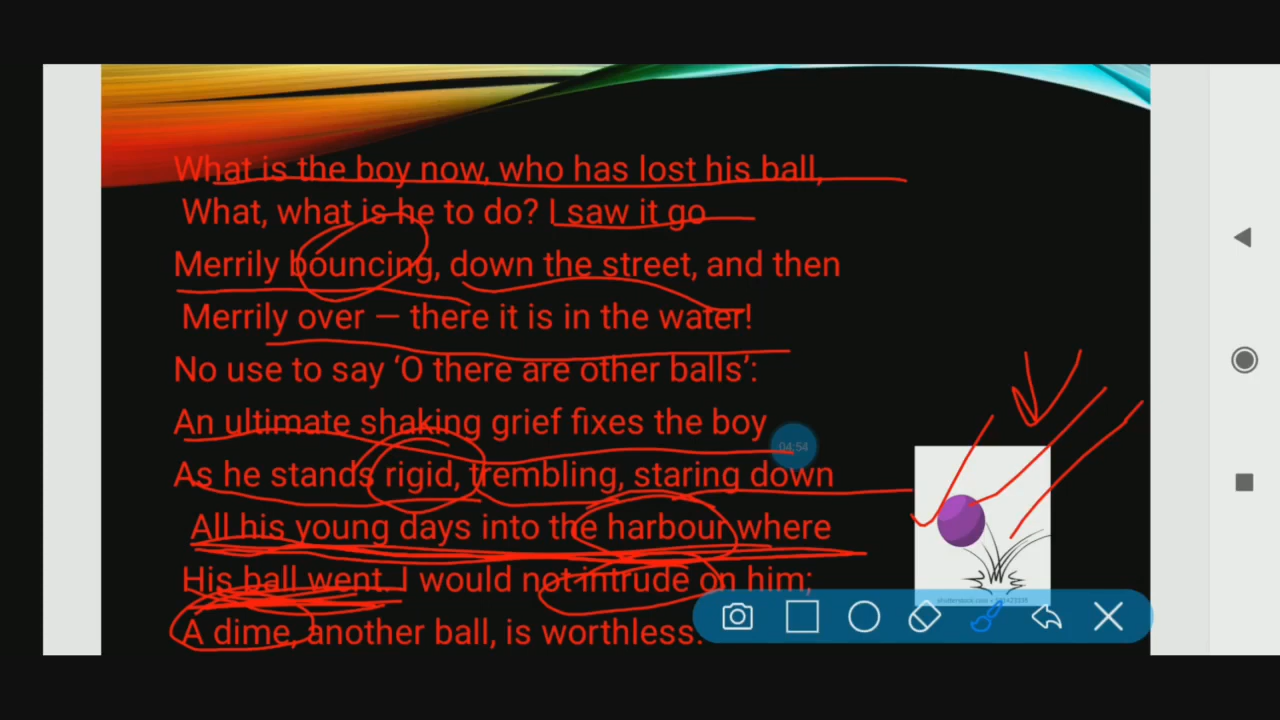 What is the boy now, who has lost his ball,
What, what is he to do? I saw it go
Merrily bouncing, down the street, and then
Merrily over — there it is in the water!
No use to say ‘O there are other balls’:
An ultimate shaking grief fixes the boy
As he stands rigid, trembling, staring down
All his young days into the harbour where
His ball went. I would not intrude on him;
A dime, another ball, is worthless.
04:54